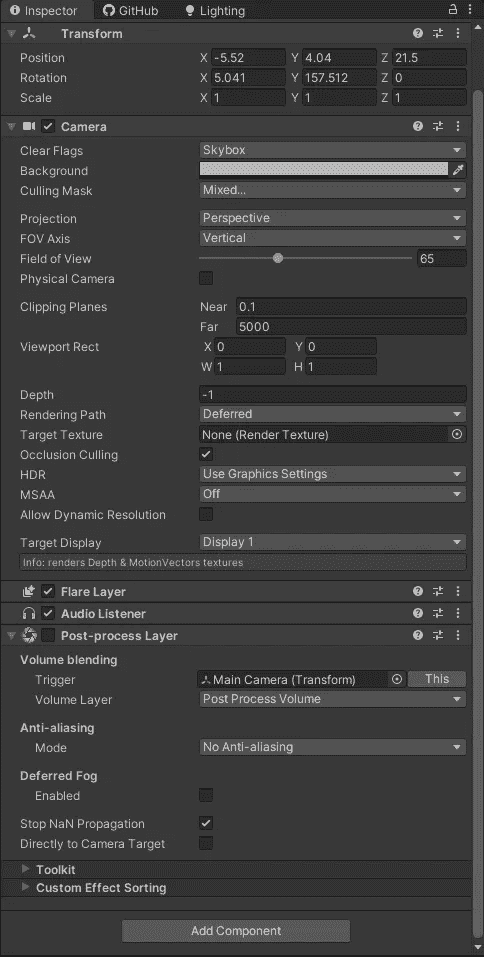 Inspector GitHub Lighting
Transform
Position X -5.52 Y 4.04 Z 21.5
Rotation X 5.041 Y 157.512 Z 0
Scale X 1 Y 1 Z 1
Camera
Clear Flags Skybox
Background
Culling Mask Mixed...
Projection Perspective
FOV Axis Vertical
Field of View 65
Physical Camera
Clipping Planes Near 0.1
Far 5000
Viewport Rect X 0 Y 0
W 1 H 1
Depth -1
Rendering Path Deferred
Target Texture None (Render Texture)
Occlusion Culling
HDR Use Graphics Settings
MSAA Off
Allow Dynamic Resolution
Target Display Display 1
Info: renders Depth & MotionVectors textures
Flare Layer
Audio Listener
Post-process Layer
Volume blending
Trigger Main Camera (Transform) This
Volume Layer Post Process Volume
Anti-aliasing
Mode No Anti-aliasing
Deferred Fog
Enabled
Stop NaN Propagation
Directly to Camera Target
Toolkit
Custom Effect Sorting
Add Component